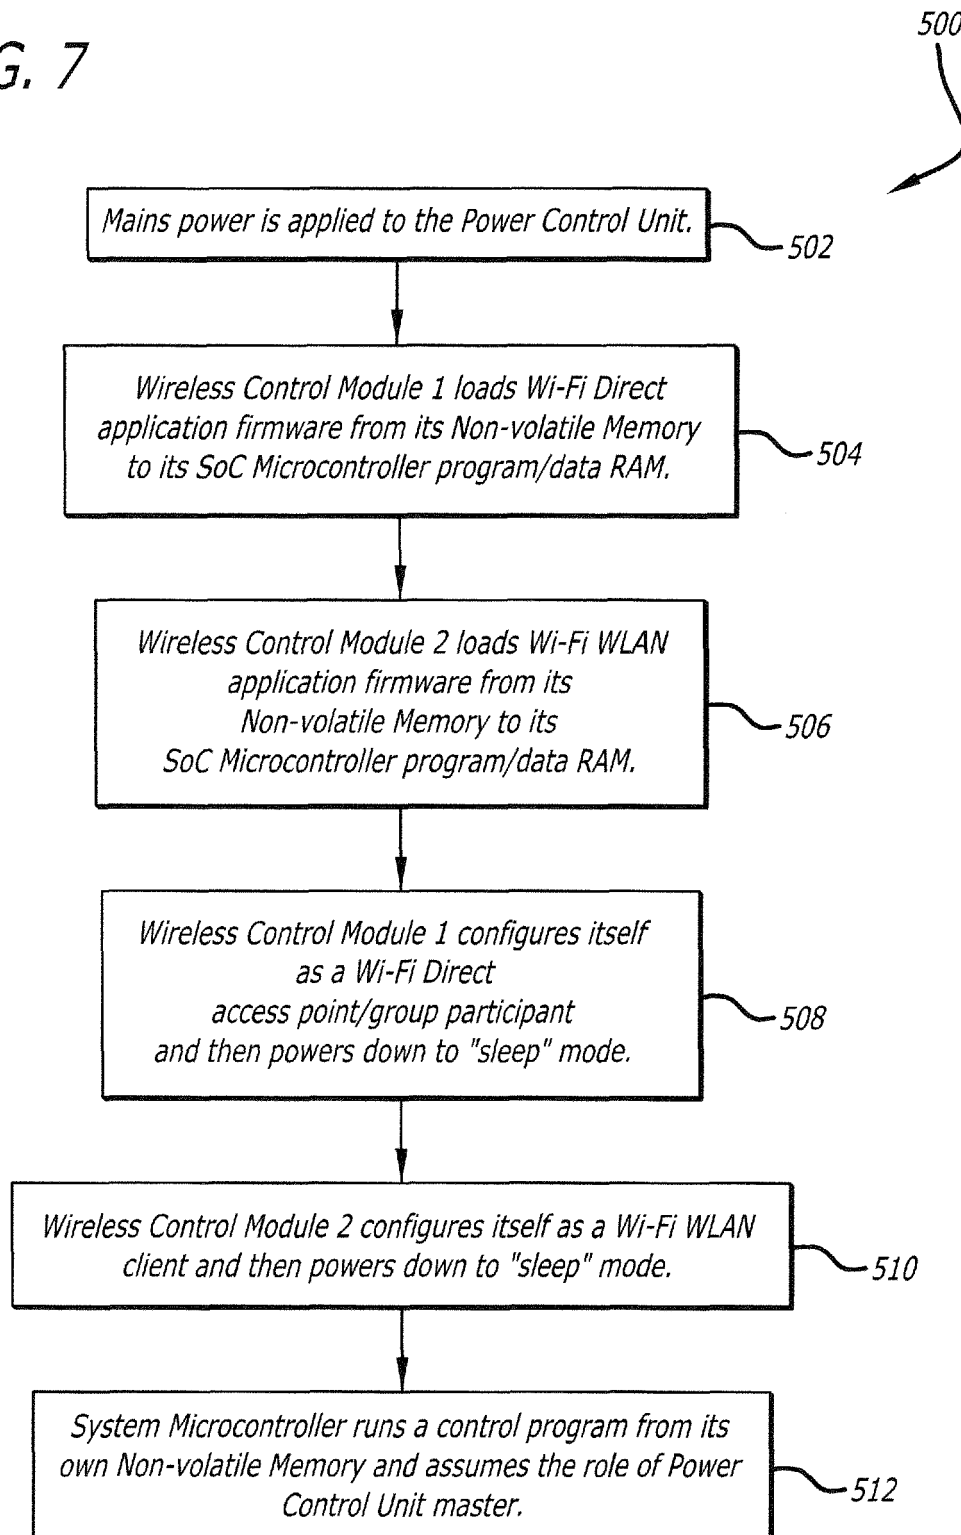 G. 7
500
Mains power is applied to the Power Control Unit.
502
Wireless Control Module 1 loads Wi-Fi Direct
application firmware from its Non-volatile Memory
to its SoC Microcontroller program/data RAM.
504
Wireless Control Module 2 loads Wi-Fi WLAN
application firmware from its
Non-volatile Memory to its
SoC Microcontroller program/data RAM.
506
Wireless Control Module 1 configures itself
as a Wi-Fi Direct
access point/group participant
and then powers down to "sleep" mode.
508
Wireless Control Module 2 configures itself as a Wi-Fi WLAN
client and then powers down to "sleep" mode.
510
System Microcontroller runs a control program from its
own Non-volatile Memory and assumes the role of Power
Control Unit master.
512